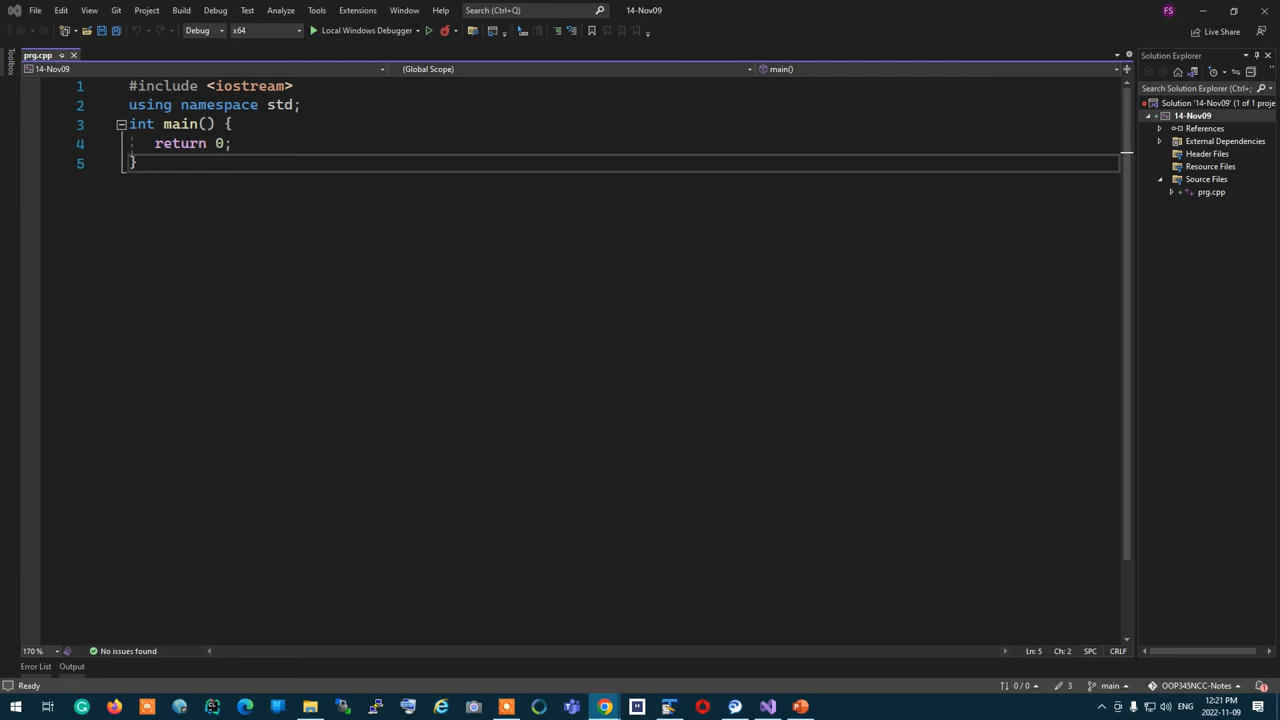 File Edit View Git Project Build Debug Test Analyze Tools Extensions Window Help Search (Ctrl+Q) 14-Nov09 FS
Debug x64 Local Windows Debugger Live Share
Toolbox
prg.cpp
14-Nov09 (Global Scope) main()
1 #include <iostream>
2 using namespace std;
3 int main() {
4 return 0;
5 }
Solution Explorer
Search Solution Explorer (Ctrl+;
Solution '14-Nov09' (1 of 1 proje
14-Nov09
References
External Dependencies
Header Files
Resource Files
Source Files
prg.cpp
170 % No issues found Ln: 5 Ch: 2 SPC CRLF
Error List Output
Ready 0 / 0 3 main OOP345NCC-Notes 1
ENG 12:21 PM
2022-11-09